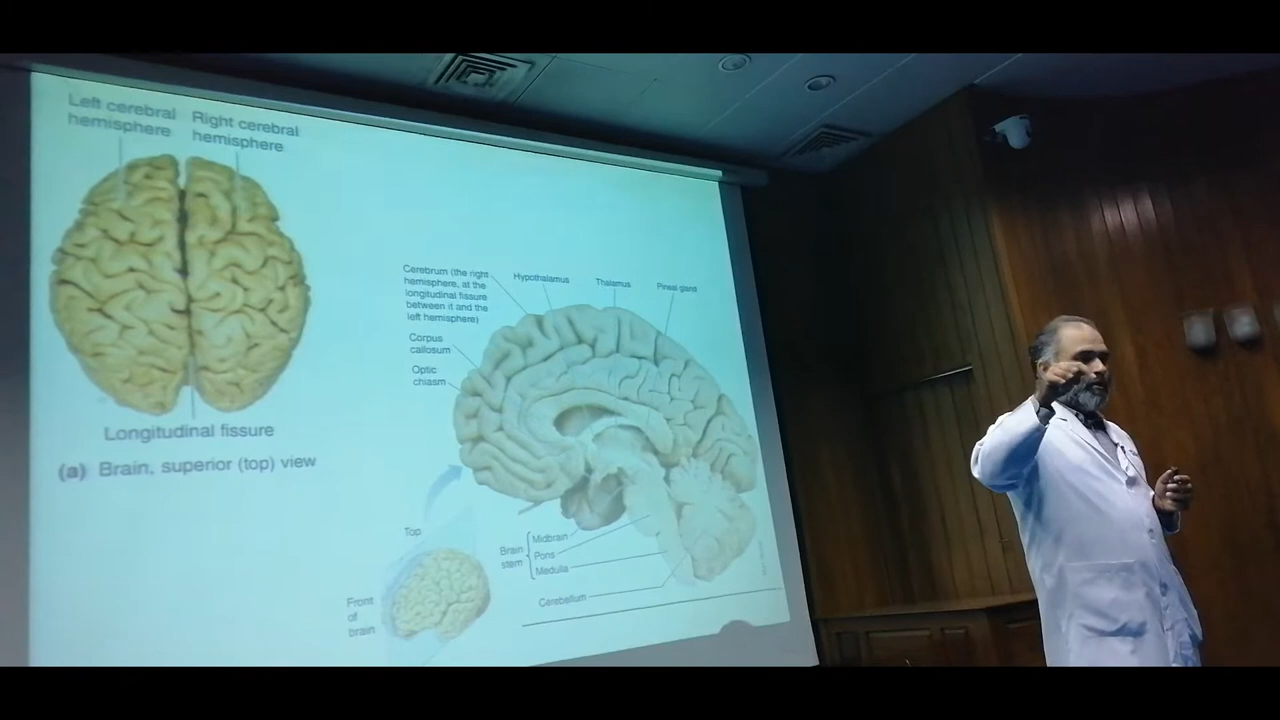 Left cerebral
hemisphere
Right cerebral
hemisphere
Longitudinal fissure
(a) Brain, superior (top) view
Cerebrum (the right
hemisphere, at the
longitudinal fissure
between it and the
left hemisphere)
Hypothalamus
Thalamus
Pineal gland
Corpus
callosum
Optic
chiasm
Top
Front
of
brain
Brain
stem
Midbrain
Pons
Medulla
Cerebellum